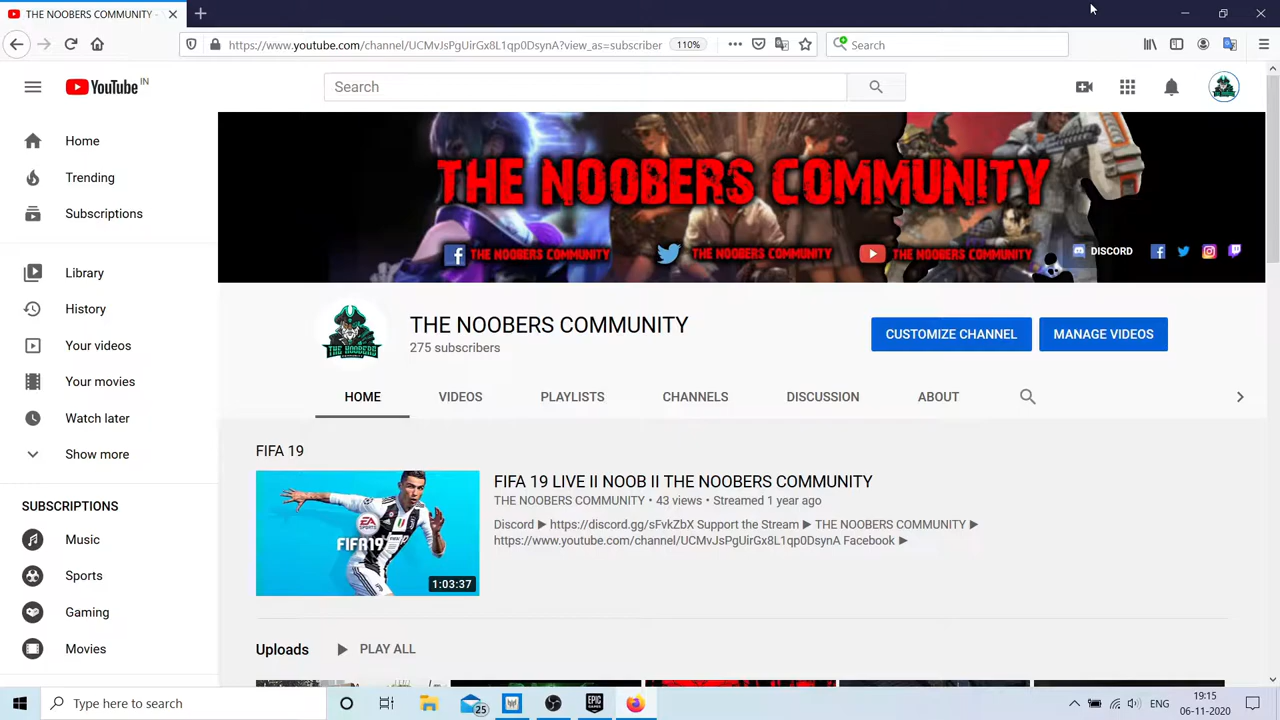 THE NOOBERS COMMUNITY -
https://www.youtube.com/channel/UCMvJsPgUirGx8L1qp0DsynA?view_as=subscriber
110%
Search
YouTube IN
Search
Home
Trending
Subscriptions
Library
History
Your videos
Your movies
Watch later
Show more
SUBSCRIPTIONS
Music
Sports
Gaming
Movies
THE NOOBERS COMMUNITY
THE NOOBERS COMMUNITY
THE NOOBERS COMMUNITY
THE NOOBERS COMMUNITY
DISCORD
THE NOOBERS
THE NOOBERS COMMUNITY
275 subscribers
CUSTOMIZE CHANNEL
MANAGE VIDEOS
HOME
VIDEOS
PLAYLISTS
CHANNELS
DISCUSSION
ABOUT
FIFA 19
EA SPORTS
FIFA19
1:03:37
FIFA 19 LIVE II NOOB II THE NOOBERS COMMUNITY
THE NOOBERS COMMUNITY • 43 views • Streamed 1 year ago
Discord ▶ https://discord.gg/sFvkZbX Support the Stream ▶ THE NOOBERS COMMUNITY ▶
https://www.youtube.com/channel/UCMvJsPgUirGx8L1qp0DsynA Facebook ▶
Uploads
PLAY ALL
Type here to search
25
EPIC GAMES
ENG
19:15
06-11-2020